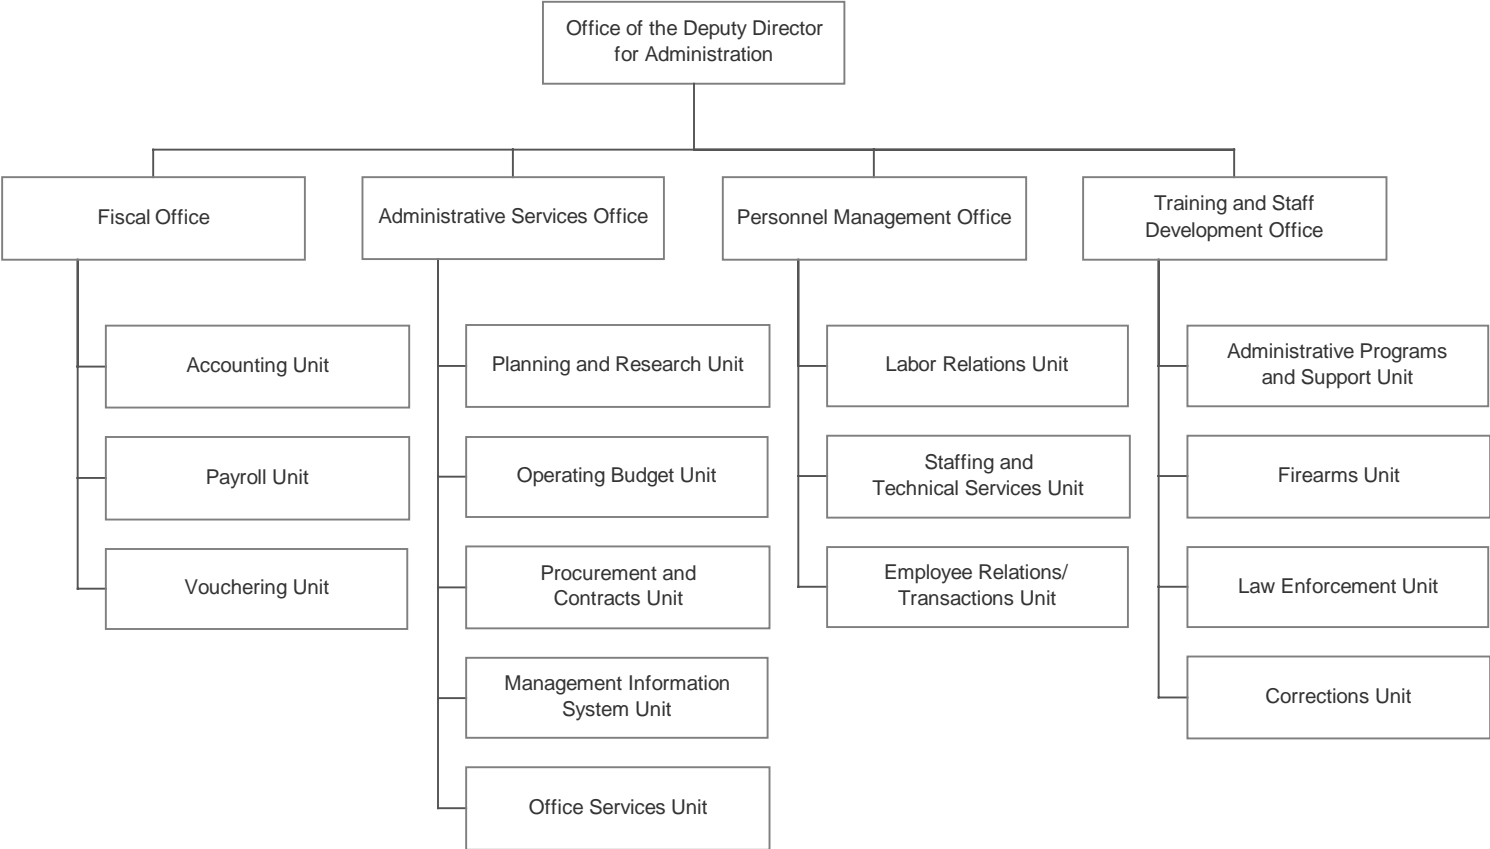 Office of the Deputy Director
for Administration
Fiscal Office
Administrative Services Office
Personnel Management Office
Training and Staff
Development Office
Accounting Unit
Payroll Unit
Vouchering Unit
Planning and Research Unit
Operating Budget Unit
Procurement and
Contracts Unit
Management Information
System Unit
Office Services Unit
Labor Relations Unit
Staffing and
Technical Services Unit
Employee Relations/
Transactions Unit
Administrative Programs
and Support Unit
Firearms Unit
Law Enforcement Unit
Corrections Unit